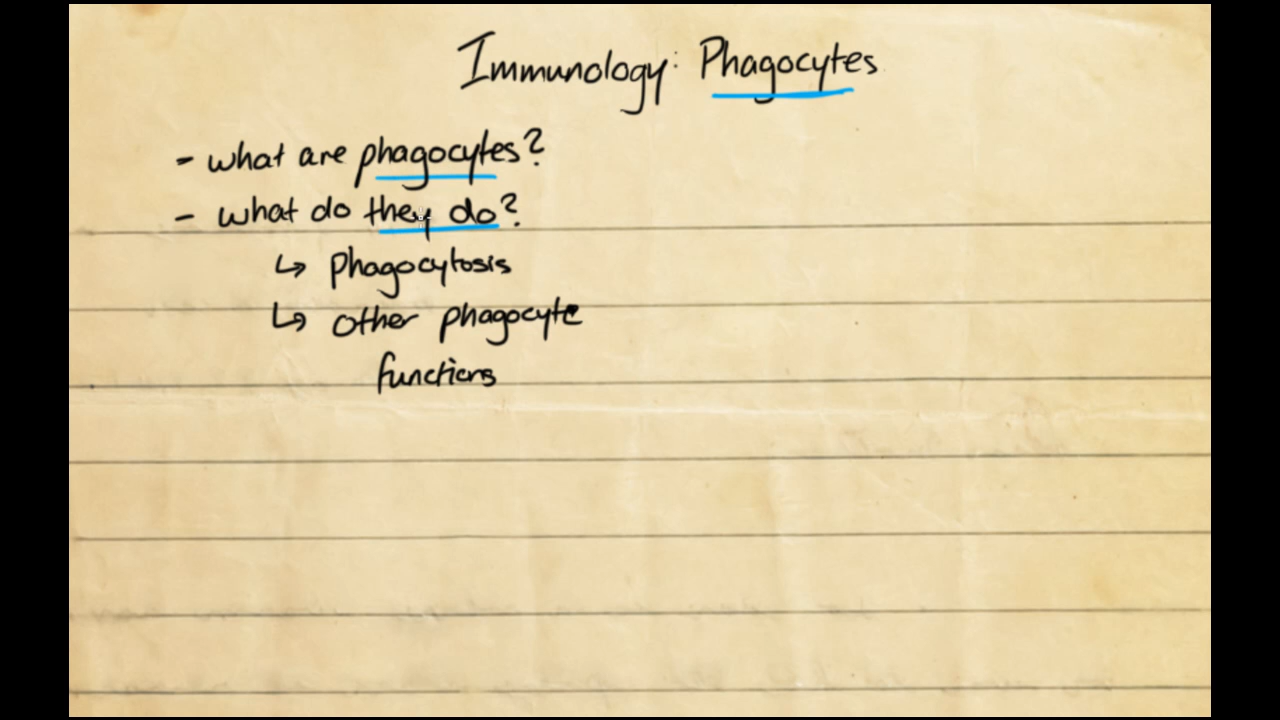 Immunology: Phagocytes
- what are phagocytes?
- what do they do?
↳ Phagocytosis
↳ other phagocyte
functions